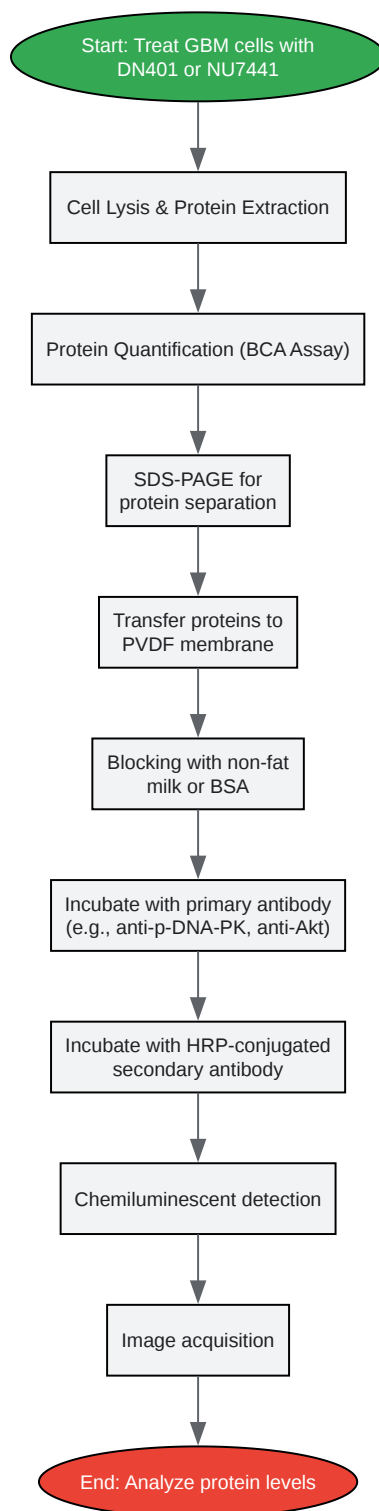 Start: Treat GBM cells with
DN401 or NU7441
Cell Lysis & Protein Extraction
Protein Quantification (BCA Assay)
SDS-PAGE for
protein separation
Transfer proteins to
PVDF membrane
Blocking with non-fat
milk or BSA
Incubate with primary antibody
(e.g., anti-p-DNA-PK, anti-Akt)
Incubate with HRP-conjugated
secondary antibody
Chemiluminescent detection
Image acquisition
End: Analyze protein levels